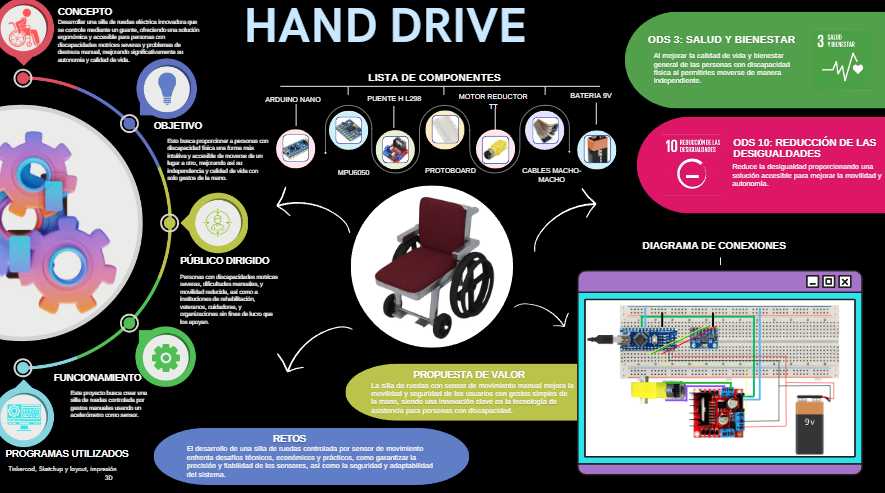 HAND DRIVE
CONCEPTO
Desarrollar una silla de ruedas eléctrica innovadora que
se controle mediante un guante, ofreciendo una solución
ergonómica y accesible para personas con
discapacidades motrices severas y problemas de
destreza manual, mejorando significativamente su
autonomía y calidad de vida.
OBJETIVO
Este busca proporcionar a personas con
discapacidad física una forma más
intuitiva y accesible de moverse de un
lugar a otro, mejorando así su
independencia y calidad de vida con
solo gestos de la mano.
PÚBLICO DIRIGIDO
Personas con discapacidades motrices
severas, dificultades manuales, y
movilidad reducida, así como a
instituciones de rehabilitación,
veteranos, cuidadores, y
organizaciones sin fines de lucro que
los apoyan.
FUNCIONAMIENTO
Este proyecto busca crear una
silla de ruedas controlada por
gestos manuales usando un
acelerómetro como sensor.
PROGRAMAS UTILIZADOS
Tinkercad, Sketchup y layout, impresión
3D
LISTA DE COMPONENTES
ARDUINO NANO
PUENTE H L298
MOTOR REDUCTOR
TT
BATERIA 9V
MPU6050
PROTOBOARD
CABLES MACHO-
MACHO
PROPUESTA DE VALOR
La silla de ruedas con sensor de movimiento manual mejora la
movilidad y seguridad de los usuarios con gestos simples de
la mano, siendo una innovación clave en la tecnología de
asistencia para personas con discapacidad.
RETOS
El desarrollo de una silla de ruedas controlada por sensor de movimiento
enfrenta desafíos técnicos, económicos y prácticos, como garantizar la
precisión y fiabilidad de los sensores, así como la seguridad y adaptabilidad
del sistema.
ODS 3: SALUD Y BIENESTAR
Al mejorar la calidad de vida y bienestar
general de las personas con discapacidad
física al permitirles moverse de manera
independiente.
3 SALUD
Y BIENESTAR
10 REDUCCIÓN DE LAS
DESIGUALDADES
ODS 10: REDUCCIÓN DE LAS
DESIGUALDADES
Reduce la desigualdad proporcionando una
solución accesible para mejorar la movilidad y
autonomía.
DIAGRAMA DE CONEXIONES
9v